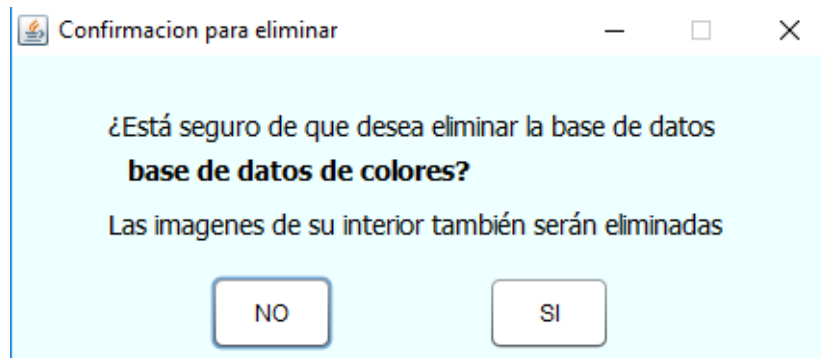 Confirmacion para eliminar
¿Está seguro de que desea eliminar la base de datos
base de datos de colores?
Las imagenes de su interior también serán eliminadas
NO SI